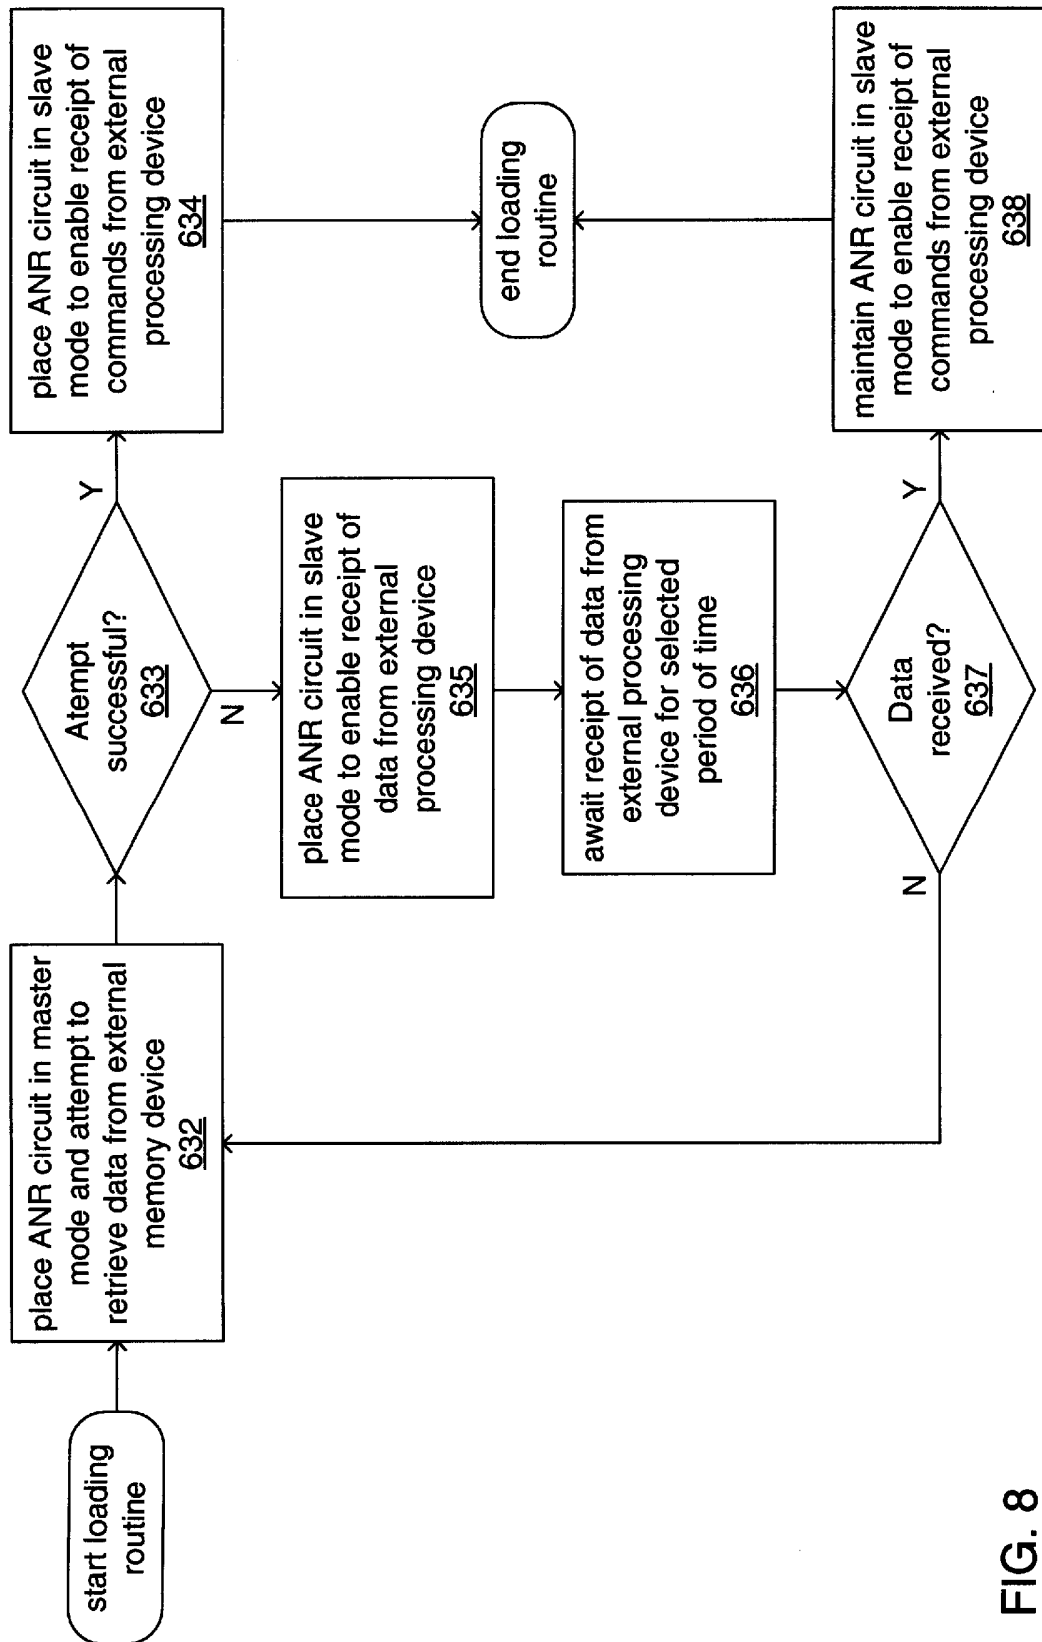 start loading
routine
place ANR circuit in master
mode and attempt to
retrieve data from external
memory device
632
Atempt
successful?
633
Y
N
place ANR circuit in slave
mode to enable receipt of
commands from external
processing device
634
place ANR circuit in slave
mode to enable receipt of
data from external
processing device
635
await receipt of data from
external processing
device for selected
period of time
636
Data
received?
637
N
Y
maintain ANR circuit in slave
mode to enable receipt of
commands from external
processing device
638
end loading
routine
FIG. 8